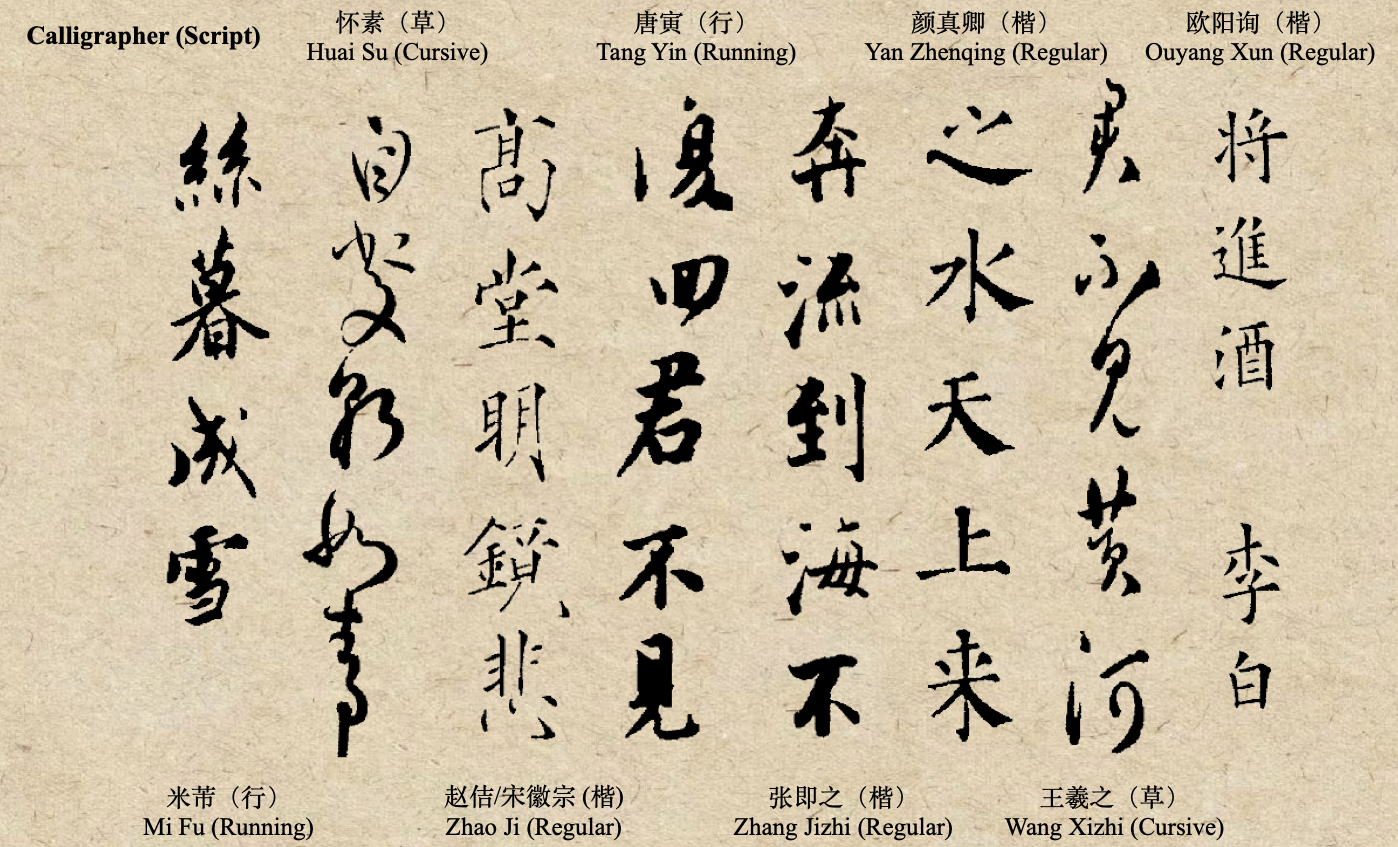 Calligrapher (Script)
怀素（草）
Huai Su (Cursive)
唐寅（行）
Tang Yin (Running)
颜真卿（楷）
Yan Zhenqing (Regular)
欧阳询（楷）
Ouyang Xun (Regular)
将進酒 李白
君不見黄河
之水天上来
奔流到海不
復回君不見
髙堂明鏡悲
白髮朝如青
絲暮成雪
米芾（行）
Mi Fu (Running)
赵佶/宋徽宗 (楷)
Zhao Ji (Regular)
张即之（楷）
Zhang Jizhi (Regular)
王羲之（草）
Wang Xizhi (Cursive)